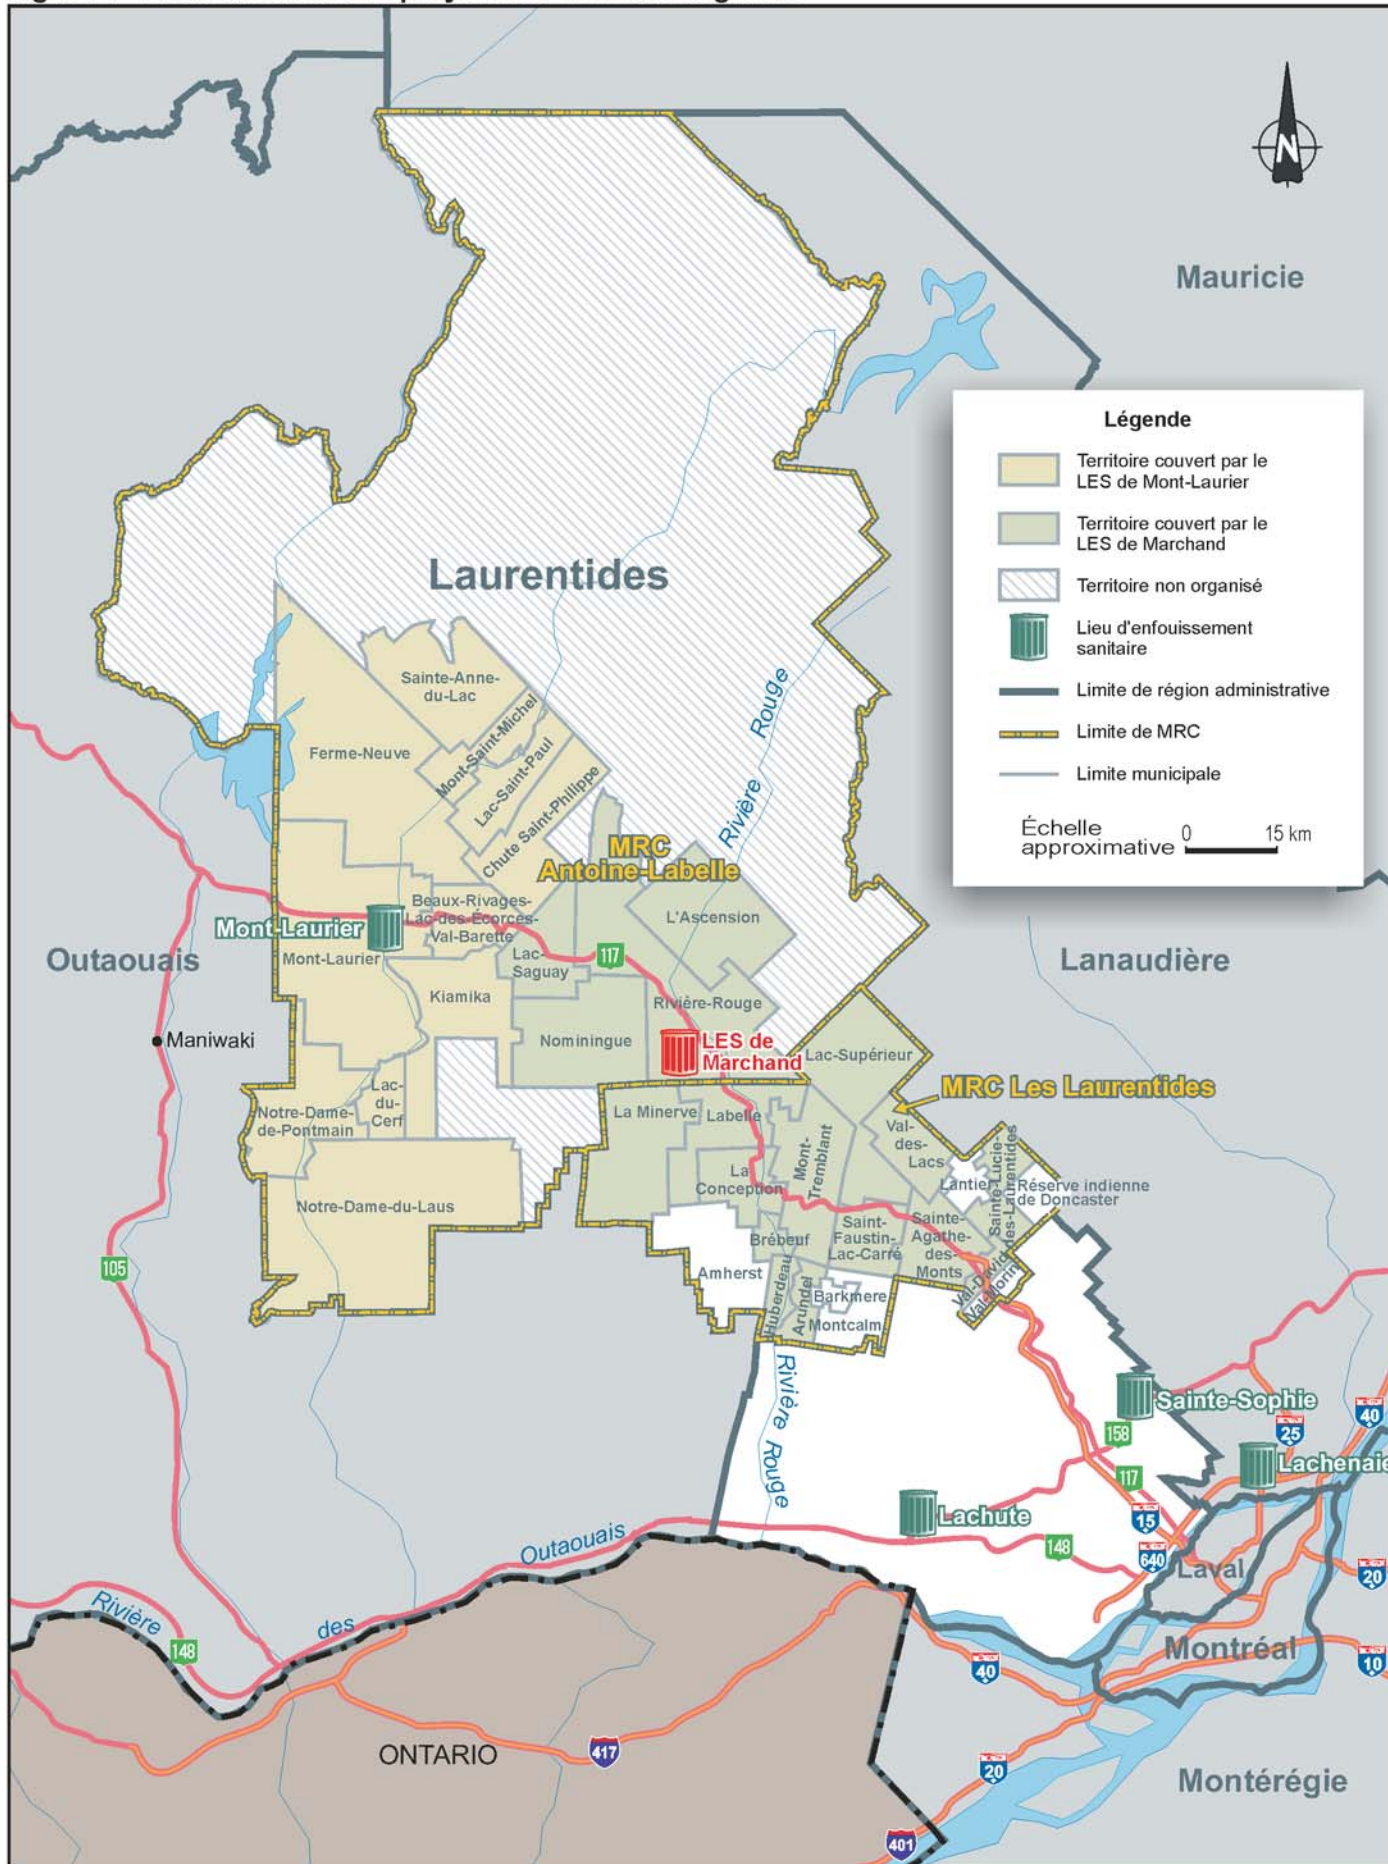 N
Mauricie
Légende
Territoire couvert par le
LES de Mont-Laurier
Territoire couvert par le
LES de Marchand
Territoire non organisé
Lieu d'enfouissement
sanitaire
Limite de région administrative
Limite de MRC
Limite municipale
Échelle
approximative
0
15 km
Laurentides
Sainte-Anne-
du-Lac
Mont-Saint-Michel
Ferme-Neuve
Lac-Saint-Paul
Chute Saint-Philippe
Rivière Rouge
MRC
Antoine-Labelle
Beaux-Rivages-
Lac-des-Écorces-
Val-Barette
L'Ascension
Mont-Laurier
Mont-Laurier
Lac-
Saguay
117
Outaouais
Lanaudière
Kiamika
Rivière-Rouge
Nominingue
LES de
Marchand
Maniwaki
Lac-Supérieur
MRC Les Laurentides
Lac-
du-
Cerf
Notre-Dame-
de-Pontmain
La Minerve
Labelle
Mont-
Tremblant
Val-
des-
Lacs
Lantier
Sainte-Lucie-
des-Laurentides
Réserve indienne
de Doncaster
La
Conception
Notre-Dame-du-Laus
Brébeuf
Saint-
Faustin-
Lac-Carré
Sainte-
Agathe-
des-
Monts
105
Amherst
Huberdeau
Arundel
Barkmere
Montcalm
Val-David
Val-Morin
Rivière Rouge
Sainte-Sophie
158
25
40
117
Lachenaie
Lachute
15
148
640
Laval
20
Outaouais
des
Rivière
148
Montréal
40
10
ONTARIO
417
20
Montérégie
401